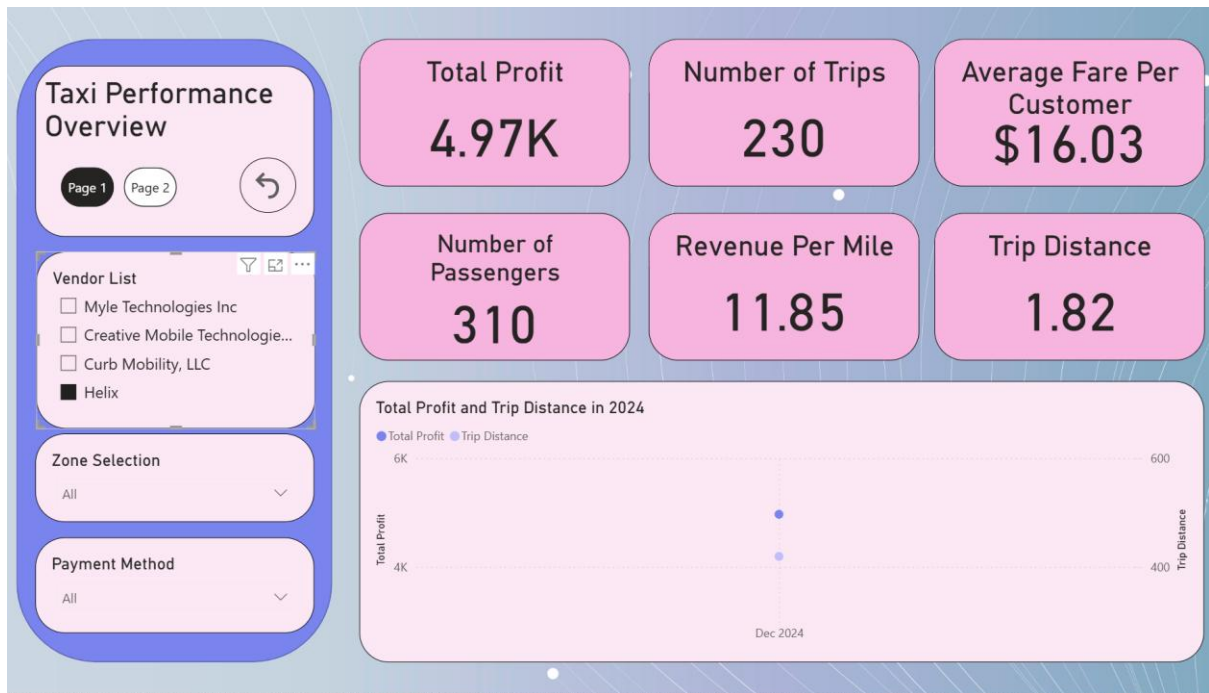 Taxi Performance
Overview
Page 1
Page 2
Vendor List
Myle Technologies Inc
Creative Mobile Technologie...
Curb Mobility, LLC
Helix
Zone Selection
All
Payment Method
All
Total Profit
4.97K
Number of Trips
230
Average Fare Per
Customer
$16.03
Number of
Passengers
310
Revenue Per Mile
11.85
Trip Distance
1.82
Total Profit and Trip Distance in 2024
Total Profit Trip Distance
6K
4K
Total Profit
600
400
Trip Distance
Dec 2024